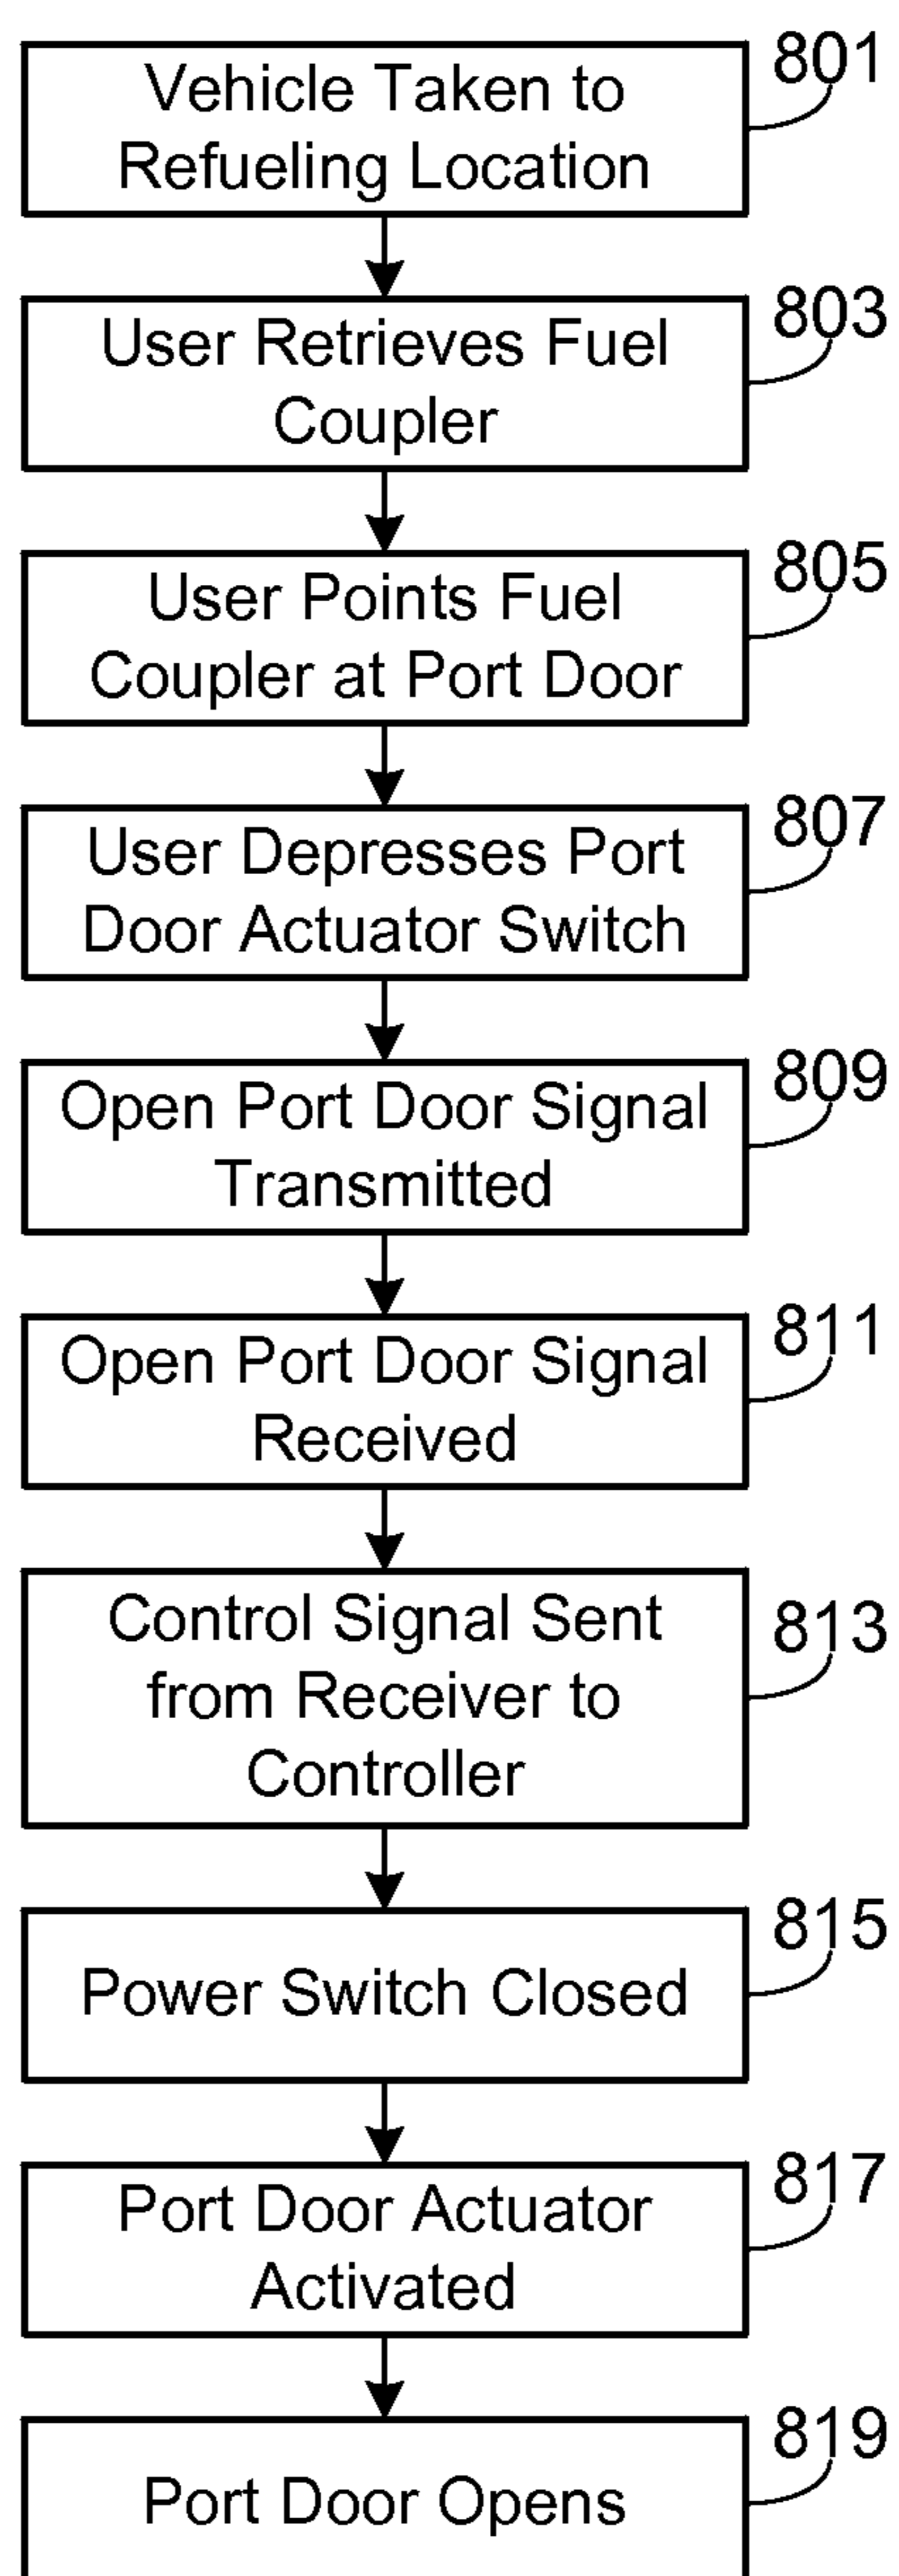 801
Vehicle Taken to
Refueling Location
803
User Retrieves Fuel
Coupler
805
User Points Fuel
Coupler at Port Door
807
User Depresses Port
Door Actuator Switch
809
Open Port Door Signal
Transmitted
811
Open Port Door Signal
Received
813
Control Signal Sent
from Receiver to
Controller
815
Power Switch Closed
817
Port Door Actuator
Activated
819
Port Door Opens